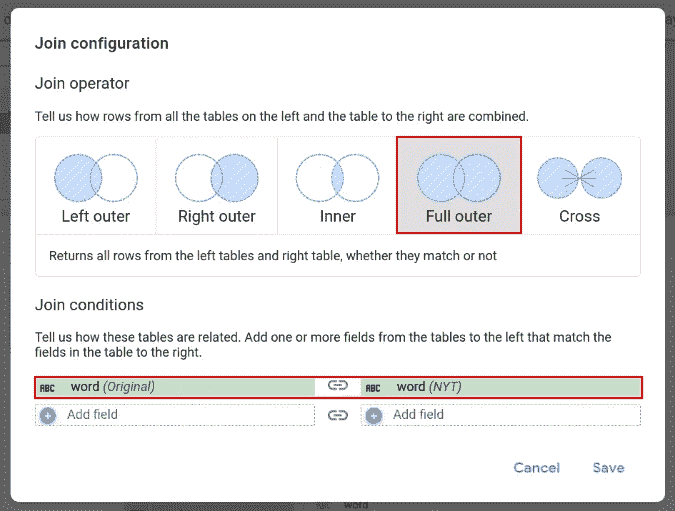 Join configuration
Join operator
Tell us how rows from all the tables on the left and the table to the right are combined.
Left outer
Right outer
Inner
Full outer
Cross
Returns all rows from the left tables and right table, whether they match or not
Join conditions
Tell us how these tables are related. Add one or more fields from the tables to the left that match the
fields in the table to the right.
ABC word (Original)
ABC word (NYT)
Add field
Add field
Cancel
Save
ABC word